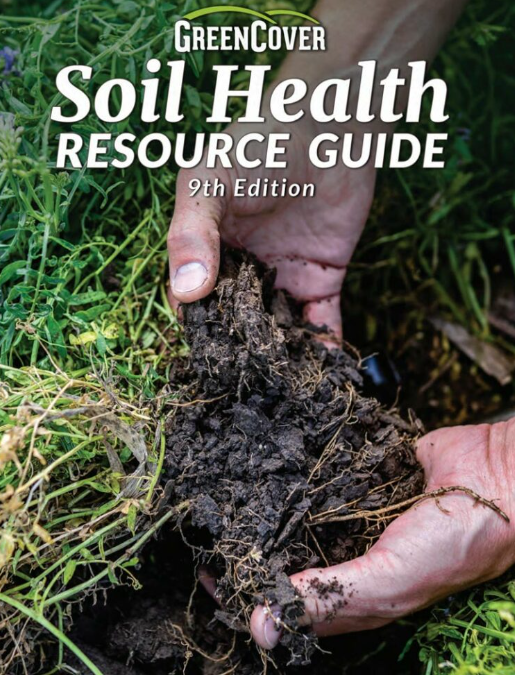 GREENCOVER
Soil Health
RESOURCE GUIDE
9th Edition